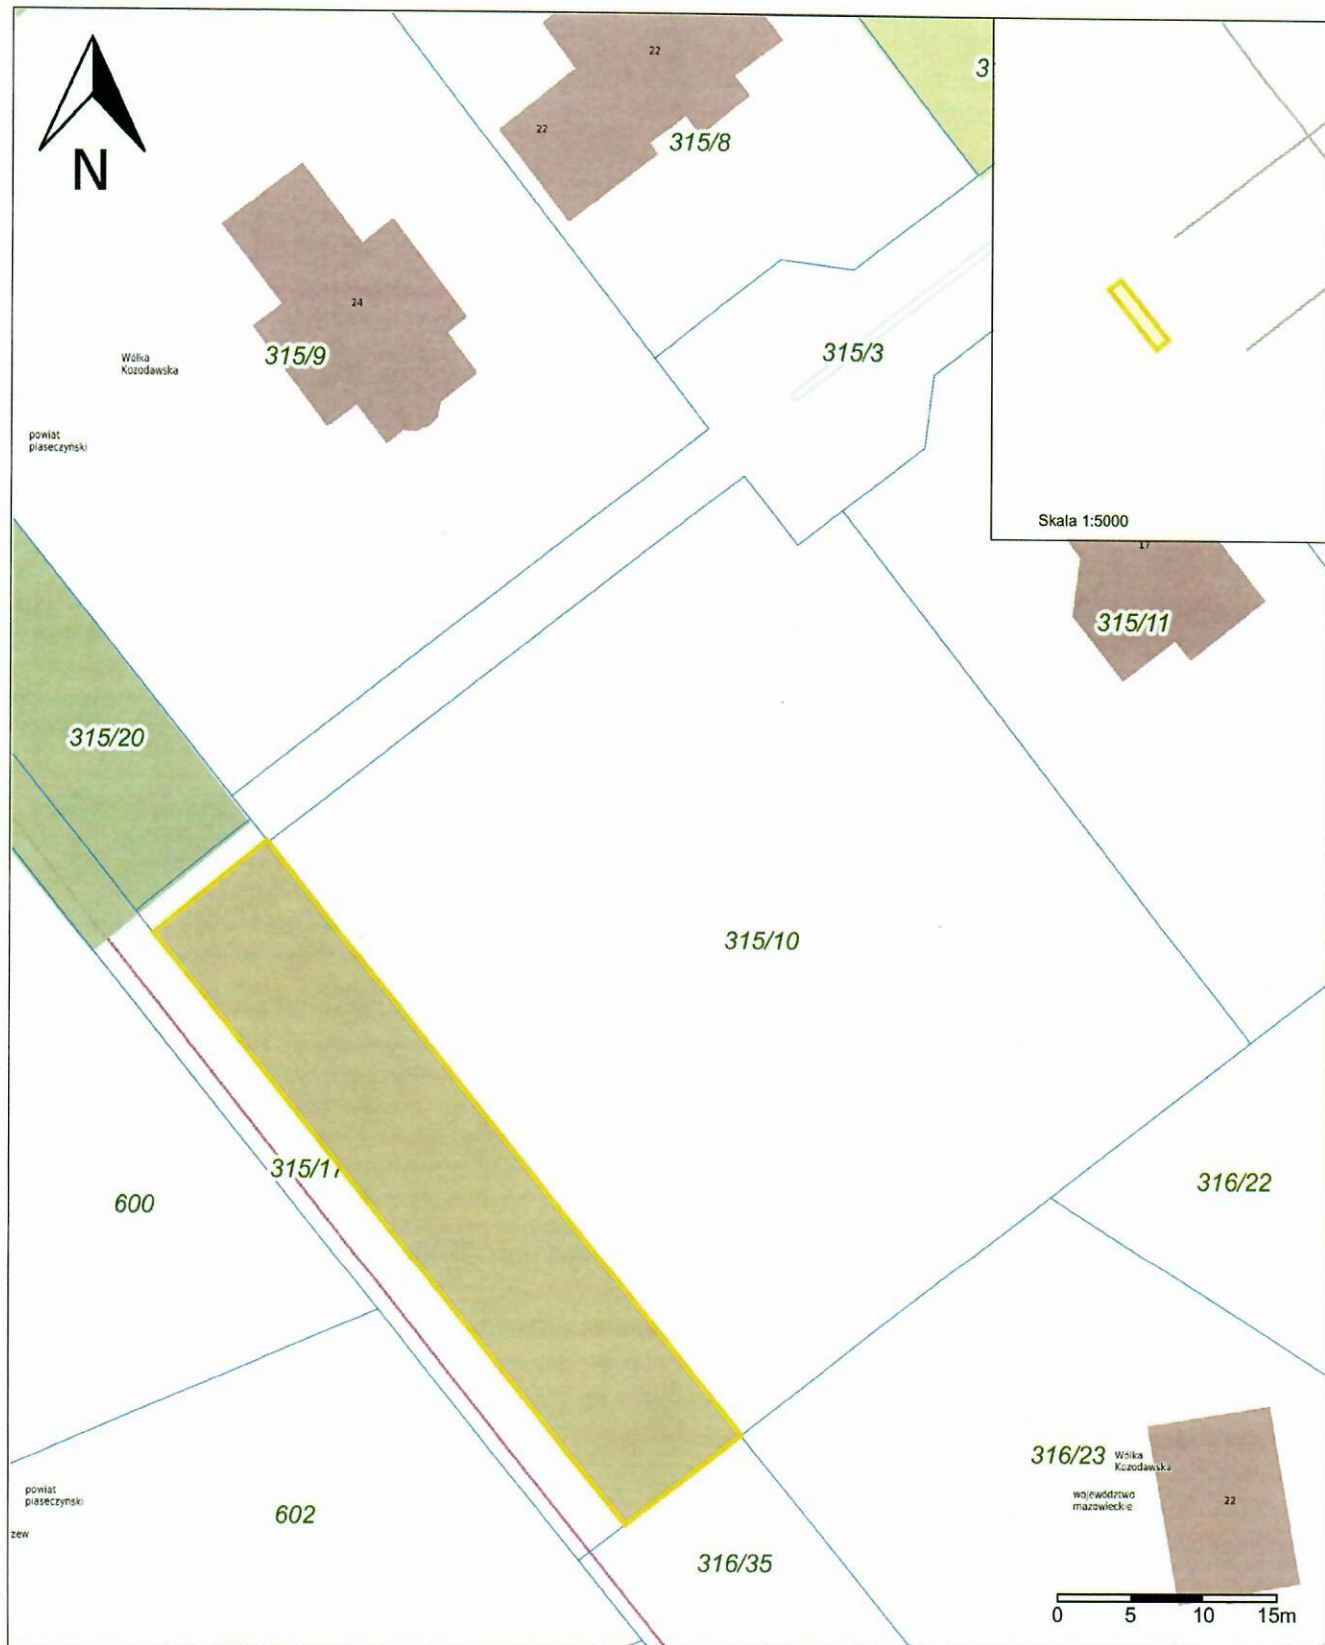 N
22
22
315/8
3
24
315/9
Wólka
Kozodawska
powiat
piaseczyński
315/3
Skala 1:5000
17
315/11
315/20
315/10
315/17
600
316/22
316/23
Wólka
Kozodawska
województwo
mazowieckie
22
powiat
piaseczyński
602
zew
316/35
0 5 10 15m